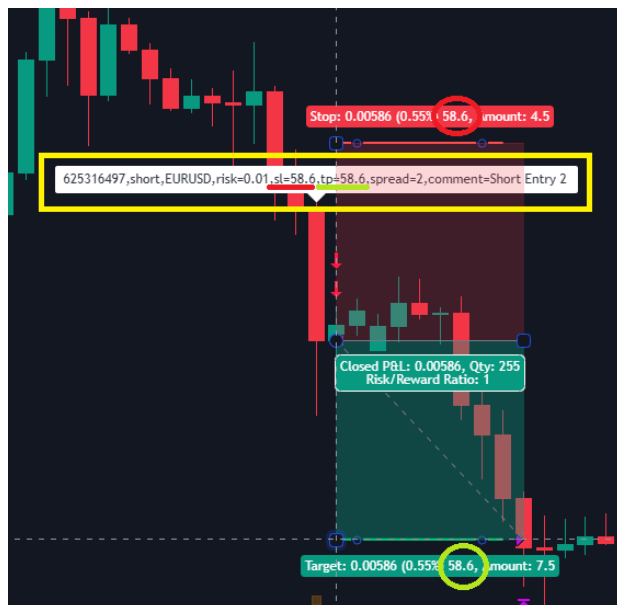 Stop: 0.00586 (0.55%) 58.6, Amount: 4.5
625316497,short,EURUSD,risk=0.01,sl=58.6,tp=58.6,spread=2,comment=Short Entry 2
Closed P&L: 0.00586, Qty: 255
Risk/Reward Ratio: 1
Target: 0.00586 (0.55%) 58.6, Amount: 7.5